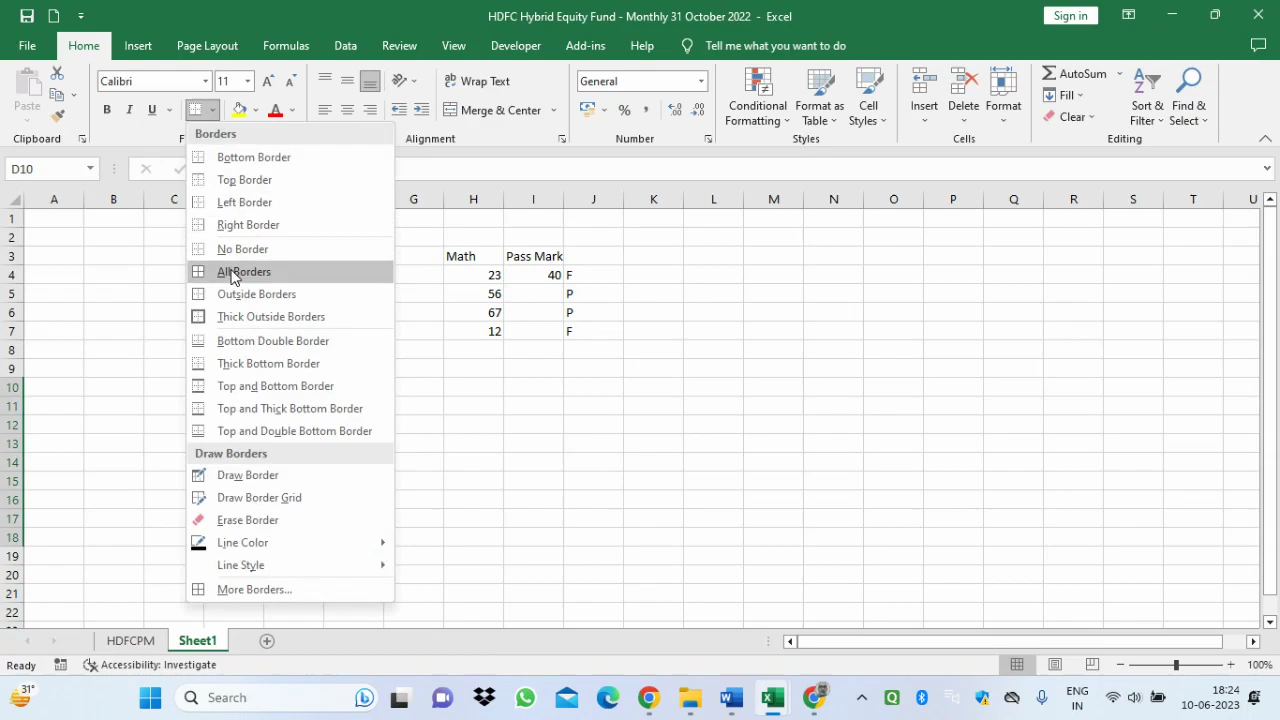 HDFC Hybrid Equity Fund - Monthly 31 October 2022 - Excel
Sign in
File Home Insert Page Layout Formulas Data Review View Developer Add-ins Help Tell me what you want to do
Calibri 11 Wrap Text General AutoSum
Paste B I U Merge & Center % Conditional Formatting Format as Table Cell Styles Insert Delete Format Fill Clear Sort & Filter Find & Select
Clipboard Alignment Number Styles Cells Editing
D10
Borders
Bottom Border
Top Border
Left Border
Right Border
No Border
All Borders
Outside Borders
Thick Outside Borders
Bottom Double Border
Thick Bottom Border
Top and Bottom Border
Top and Thick Bottom Border
Top and Double Bottom Border
Draw Borders
Draw Border
Draw Border Grid
Erase Border
Line Color
Line Style
More Borders...
A B C G H I J K L M N O P Q R S T U
1
2
3 Math Pass Mark
4 23 40 F
5 56 P
6 67 P
7 12 F
8
9
10
11
12
13
14
15
16
17
18
19
20
21
22
HDFCPM Sheet1
Ready Accessibility: Investigate 100%
31° Search ENG IN 18:24 10-06-2023